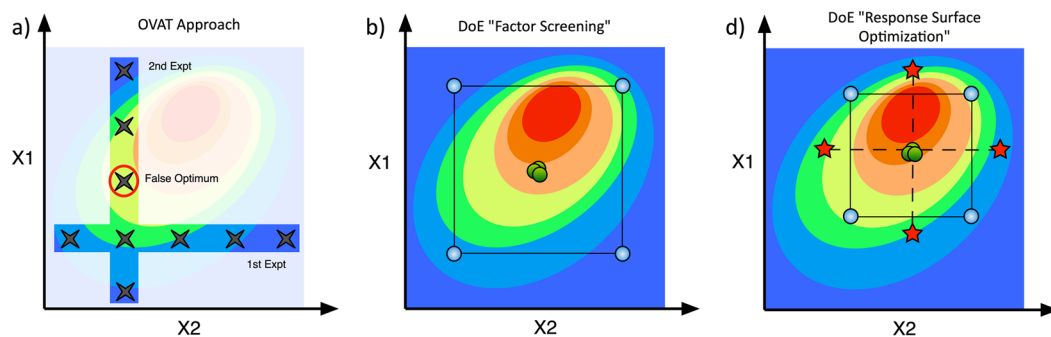 a)
OVAT Approach
2nd Expt
False Optimum
1st Expt
X1
X2
b)
DoE "Factor Screening"
X1
X2
d)
DoE "Response Surface
Optimization"
X1
X2